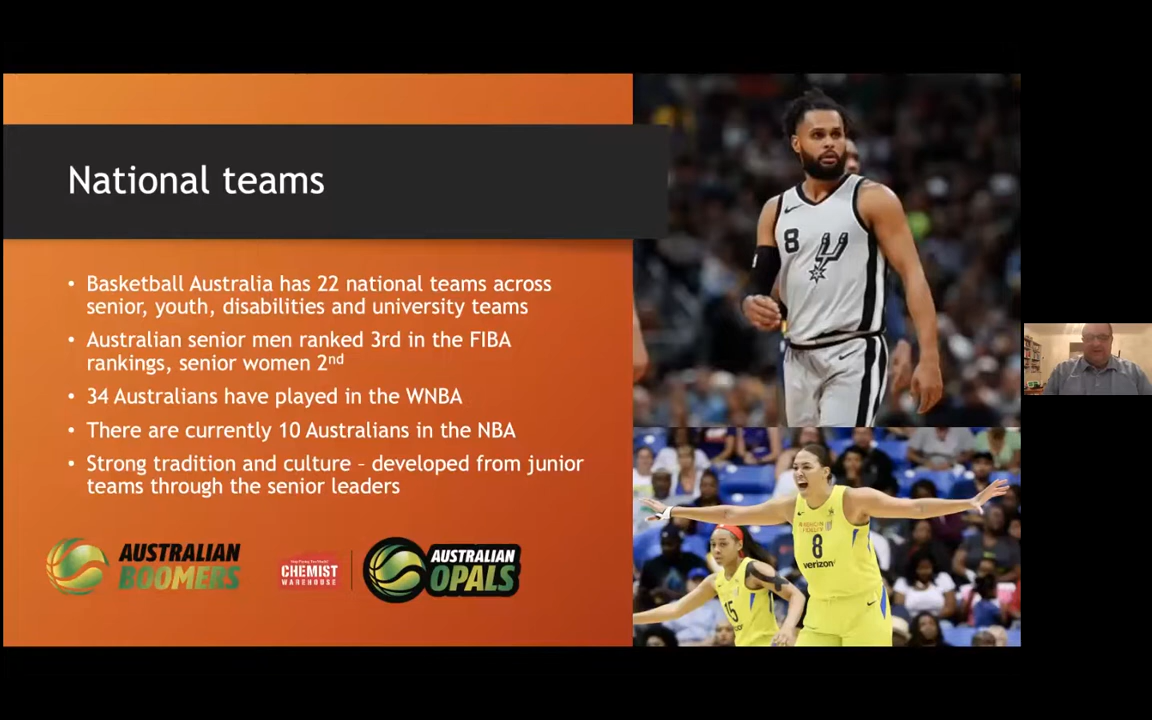 National teams
• Basketball Australia has 22 national teams across
senior, youth, disabilities and university teams
• Australian senior men ranked 3rd in the FIBA
rankings, senior women 2nd
• 34 Australians have played in the WNBA
• There are currently 10 Australians in the NBA
• Strong tradition and culture – developed from junior
teams through the senior leaders
AUSTRALIAN
BOOMERS
CHEMIST
WAREHOUSE
AUSTRALIAN
OPALS
8
8
verizon
15